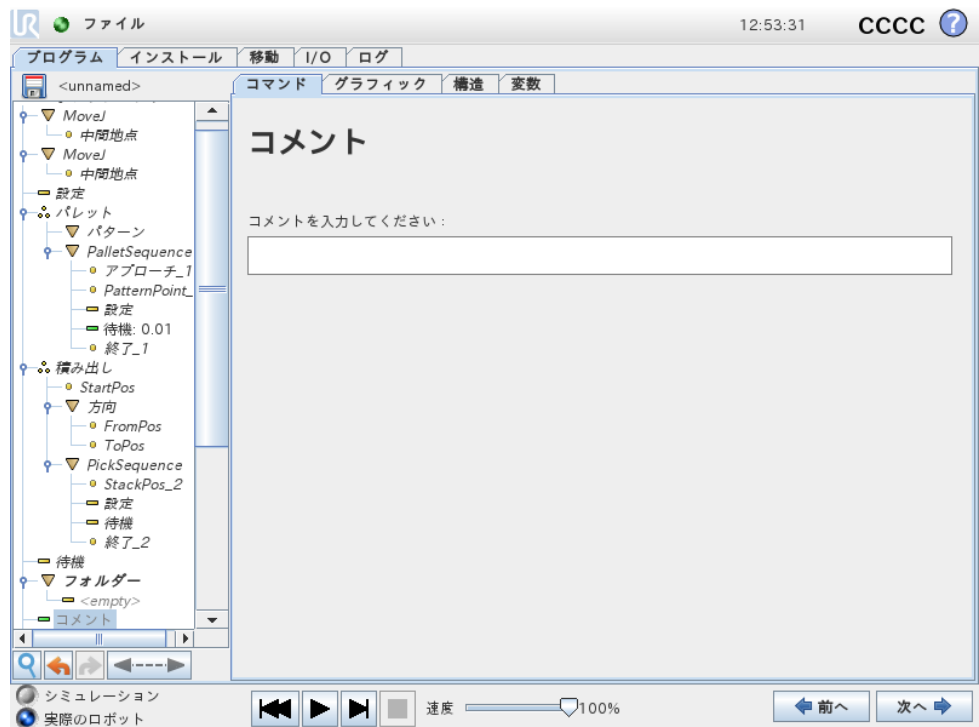 UR ファイル 12:53:31 CCCC ?
プログラム インストール 移動 I/O ログ
<unnamed>
コマンド グラフィック 構造 変数
MoveJ
中間地点
MoveJ
中間地点
設定
パレット
パターン
PalletSequence
アプローチ_1
PatternPoint_
設定
待機: 0.01
終了_1
積み出し
StartPos
方向
FromPos
ToPos
PickSequence
StackPos_2
設定
待機
終了_2
待機
フォルダー
<empty>
コメント
コメント
コメントを入力してください :
シミュレーション
実際のロボット
速度 100%
前へ 次へ